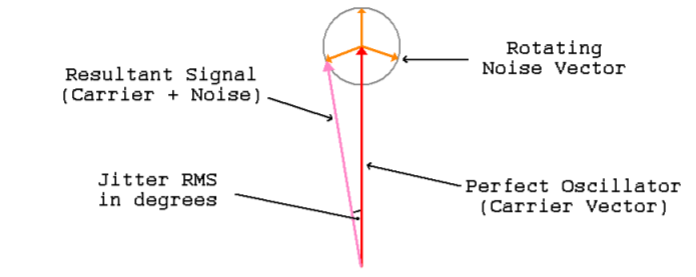 Rotating
Noise Vector
Resultant Signal
(Carrier + Noise)
Jitter RMS
in degrees
Perfect Oscillator
(Carrier Vector)